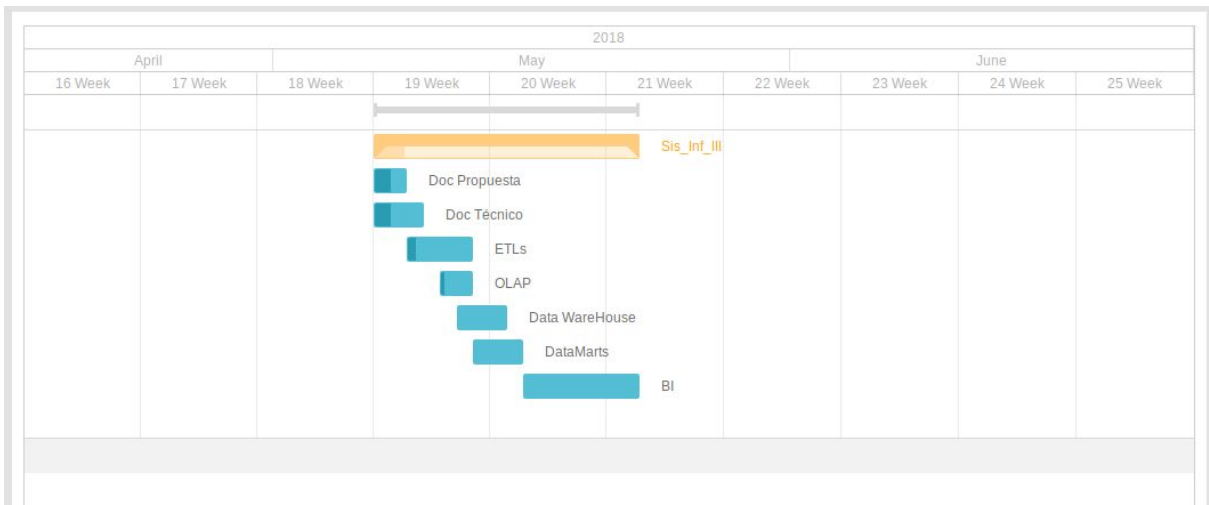 2018
April May June
16 Week 17 Week 18 Week 19 Week 20 Week 21 Week 22 Week 23 Week 24 Week 25 Week
Sis_Inf_III
Doc Propuesta
Doc Técnico
ETLs
OLAP
Data WareHouse
DataMarts
BI